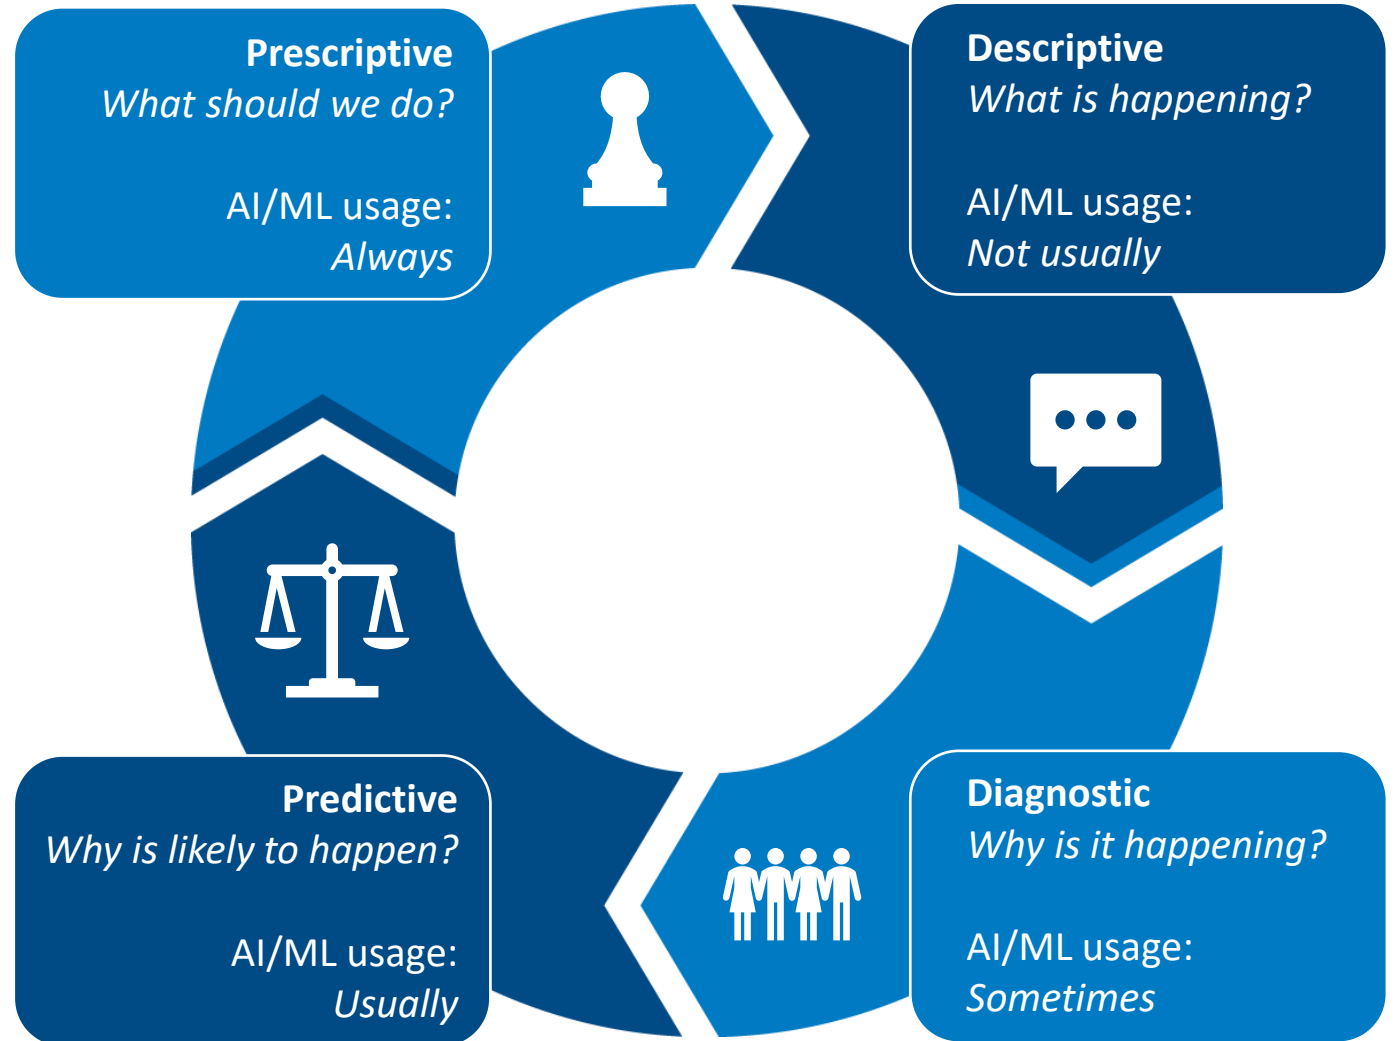 Prescriptive
What should we do?
AI/ML usage:
Always
Descriptive
What is happening?
AI/ML usage:
Not usually
Predictive
Why is likely to happen?
AI/ML usage:
Usually
Diagnostic
Why is it happening?
AI/ML usage:
Sometimes